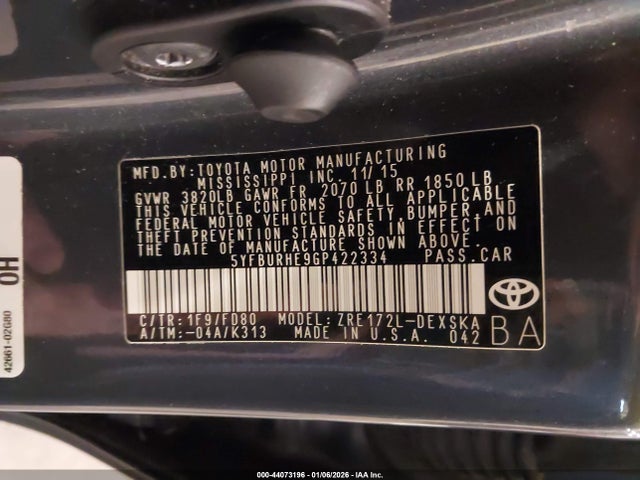 MFD.BY:TOYOTA MOTOR MANUFACTURING
MISSISSIPPI INC. 11/15
GVWR 3820LB GAWR FR 2070 LB RR 1850 LB
THIS VEHICLE CONFORMS TO ALL APPLICABLE
FEDERAL MOTOR VEHICLE SAFETY,BUMPER,AND
THEFT PREVENTION STANDARDS IN EFFECT ON
THE DATE OF MANUFACTURE SHOWN ABOVE.
5YFBURHE9GP422334 PASS.CAR
C/TR:1F9/FD80 MODEL:ZRE172L-DEXSKA
A/TM:-04A/K313 MADE IN U.S.A. 042
BA
42661-02G80 OH
000-44073196 - 01/06/2026 - IAA Inc.